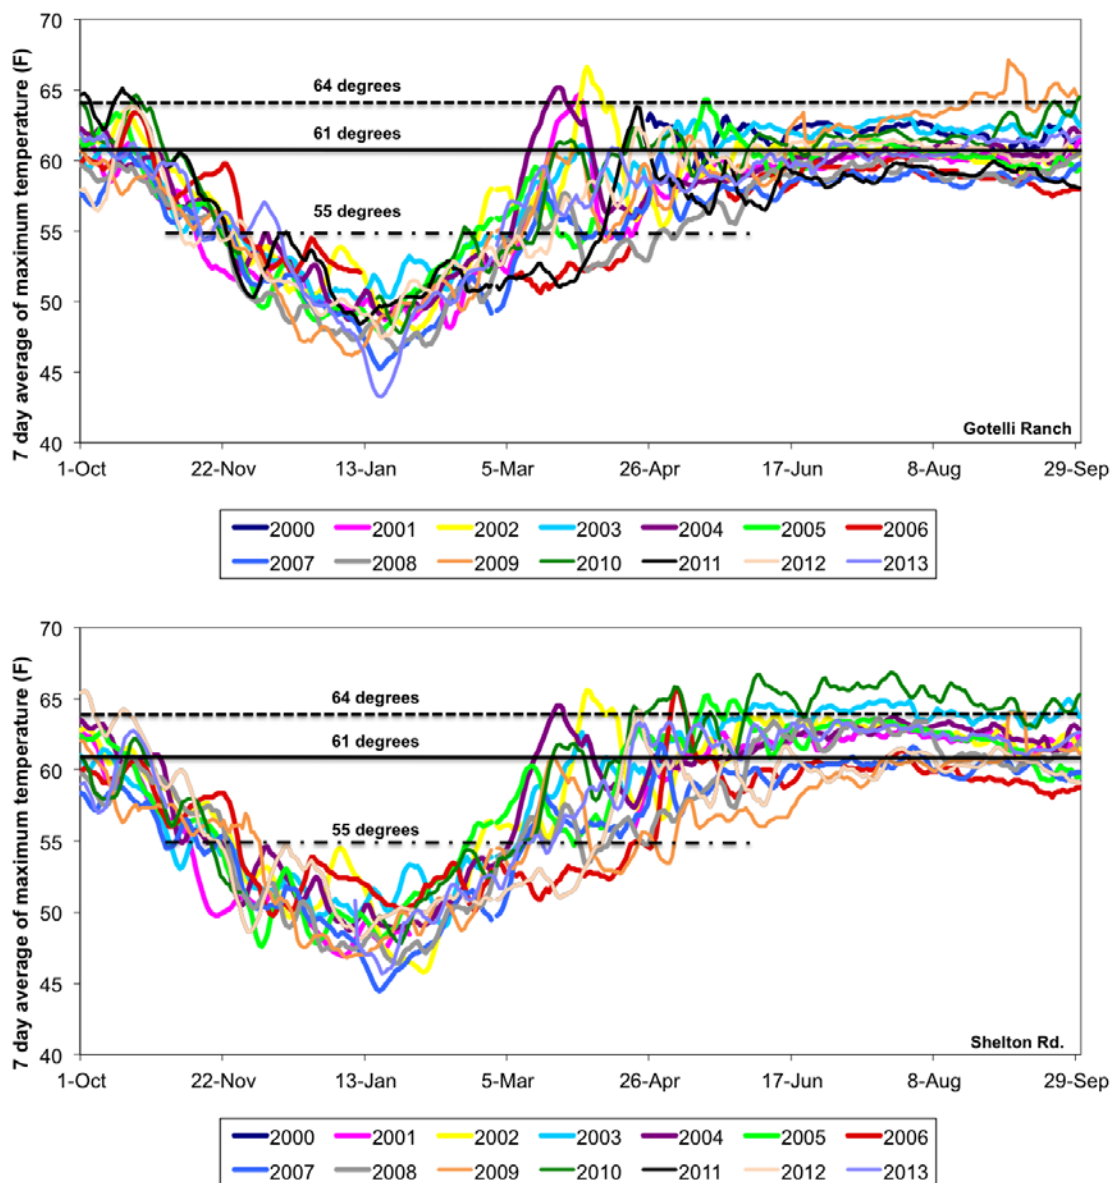 7 day average of maximum temperature (F)
70
65
60
55
50
45
40
64 degrees
61 degrees
55 degrees
Gotelli Ranch
1-Oct 22-Nov 13-Jan 5-Mar 26-Apr 17-Jun 8-Aug 29-Sep
2000 2001 2002 2003 2004 2005 2006
2007 2008 2009 2010 2011 2012 2013
7 day average of maximum temperature (F)
70
65
60
55
50
45
40
64 degrees
61 degrees
55 degrees
Shelton Rd.
1-Oct 22-Nov 13-Jan 5-Mar 26-Apr 17-Jun 8-Aug 29-Sep
2000 2001 2002 2003 2004 2005 2006
2007 2008 2009 2010 2011 2012 2013